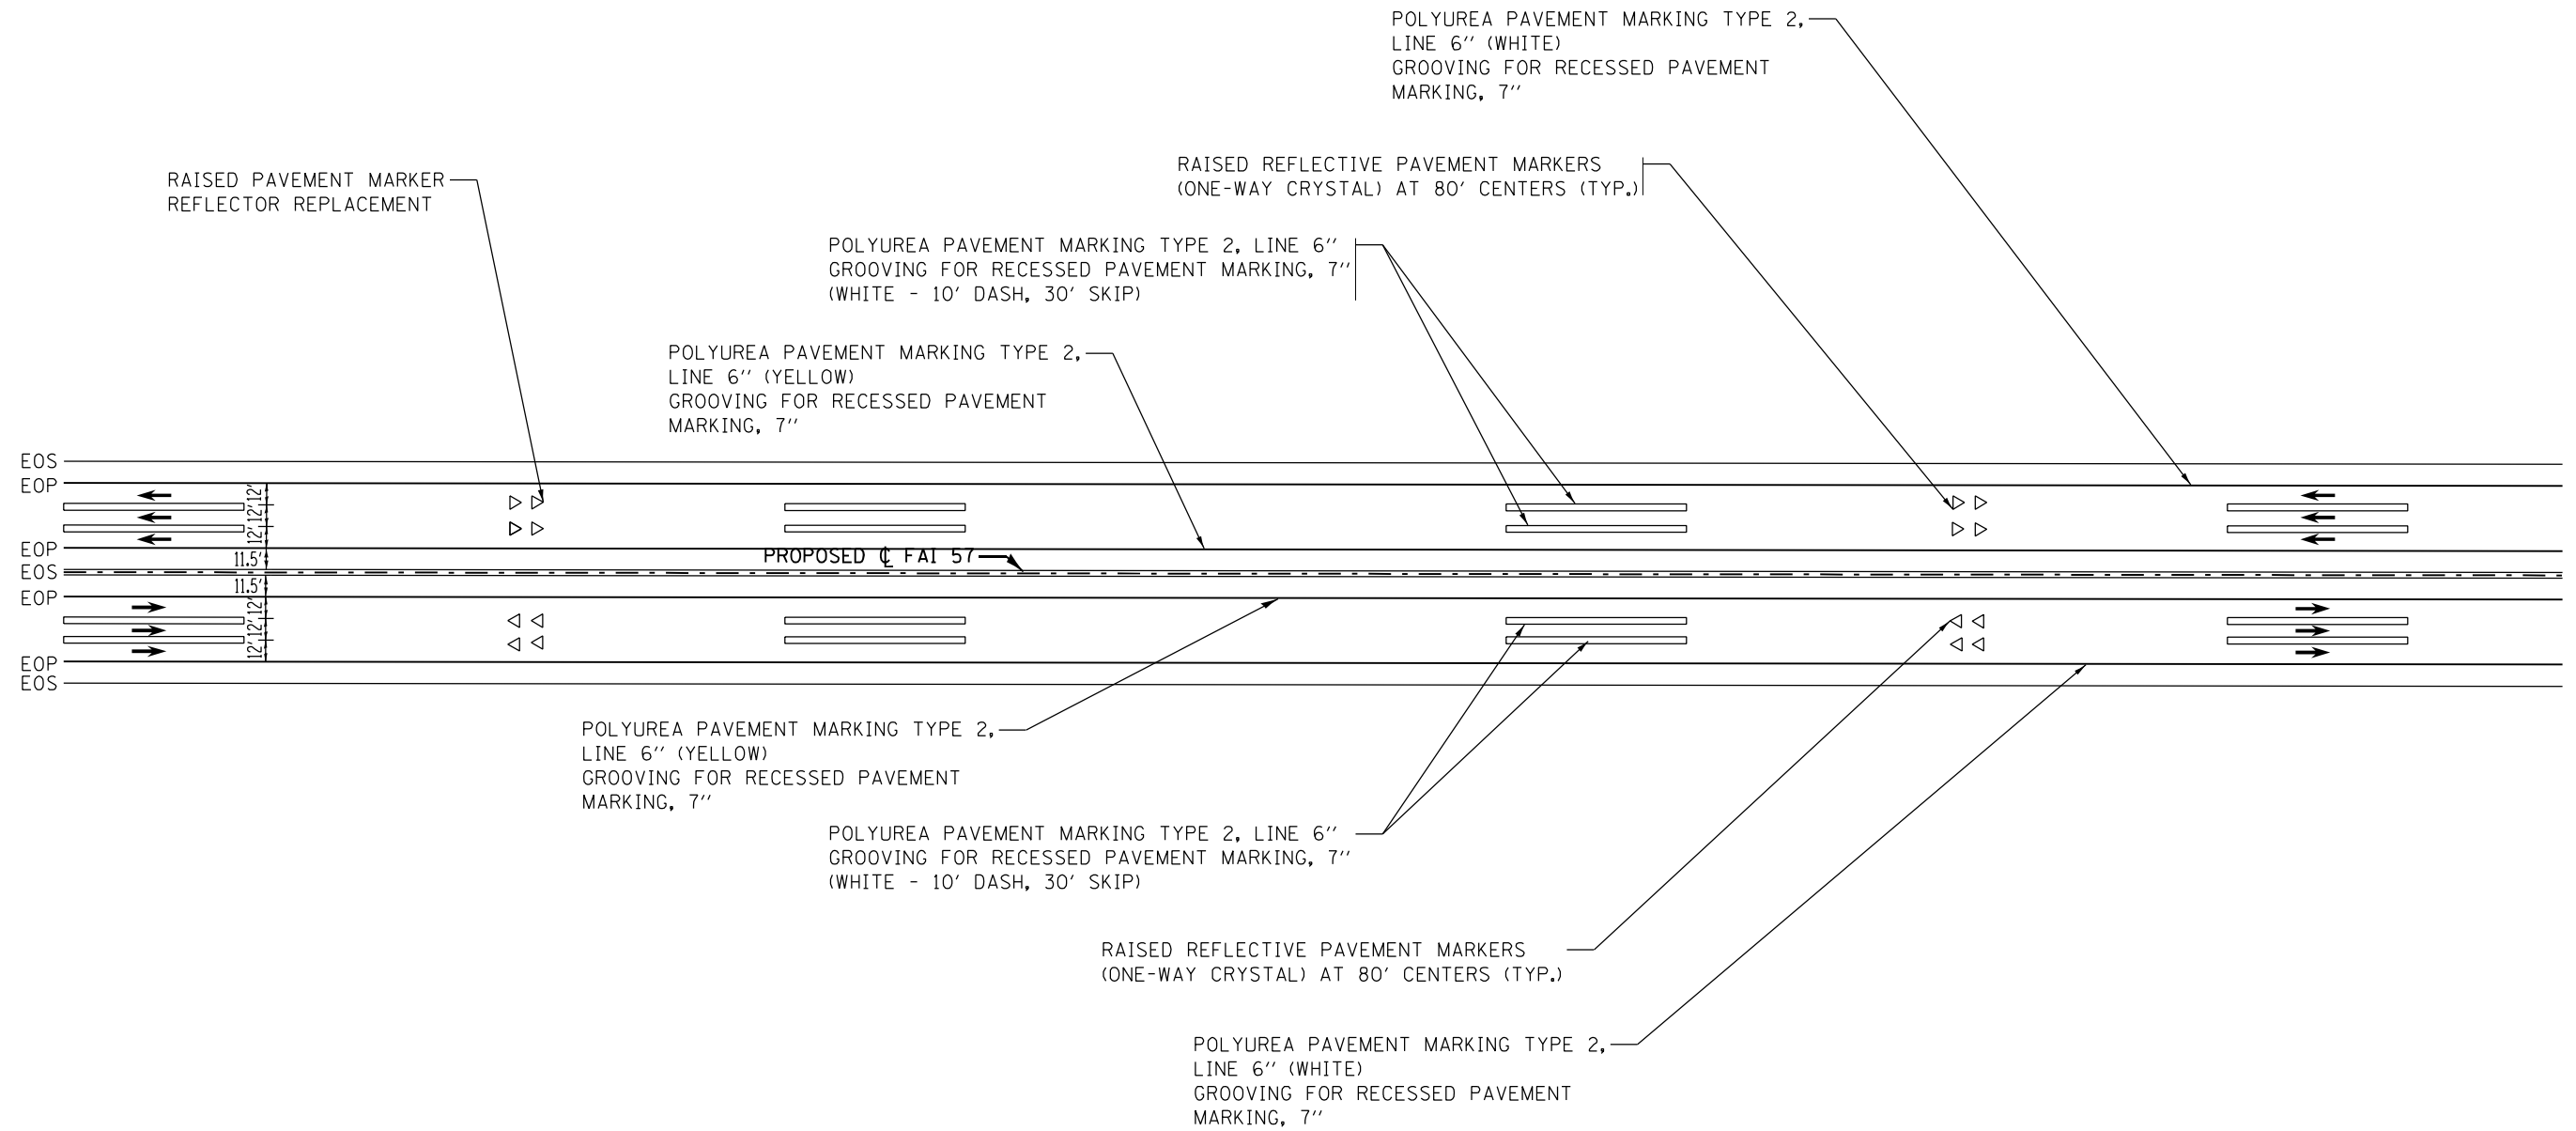 POLYUREA PAVEMENT MARKING TYPE 2,
LINE 6'' (WHITE)
GROOVING FOR RECESSED PAVEMENT
MARKING, 7''
RAISED REFLECTIVE PAVEMENT MARKERS
(ONE-WAY CRYSTAL) AT 80' CENTERS (TYP.)
RAISED PAVEMENT MARKER
REFLECTOR REPLACEMENT
POLYUREA PAVEMENT MARKING TYPE 2, LINE 6''
GROOVING FOR RECESSED PAVEMENT MARKING, 7''
(WHITE - 10' DASH, 30' SKIP)
POLYUREA PAVEMENT MARKING TYPE 2,
LINE 6'' (YELLOW)
GROOVING FOR RECESSED PAVEMENT
MARKING, 7''
EOS
EOP
12'
12'
12'
EOP
11.5'
PROPOSED ℄ FAI 57
EOS
11.5'
EOP
12'
12'
12'
EOP
EOS
POLYUREA PAVEMENT MARKING TYPE 2,
LINE 6'' (YELLOW)
GROOVING FOR RECESSED PAVEMENT
MARKING, 7''
POLYUREA PAVEMENT MARKING TYPE 2, LINE 6''
GROOVING FOR RECESSED PAVEMENT MARKING, 7''
(WHITE - 10' DASH, 30' SKIP)
RAISED REFLECTIVE PAVEMENT MARKERS
(ONE-WAY CRYSTAL) AT 80' CENTERS (TYP.)
POLYUREA PAVEMENT MARKING TYPE 2,
LINE 6'' (WHITE)
GROOVING FOR RECESSED PAVEMENT
MARKING, 7''